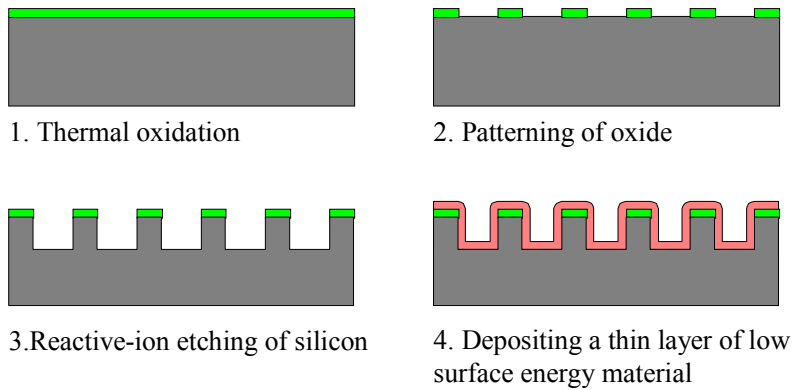 1. Thermal oxidation
2. Patterning of oxide
3.Reactive-ion etching of silicon
4. Depositing a thin layer of low
surface energy material